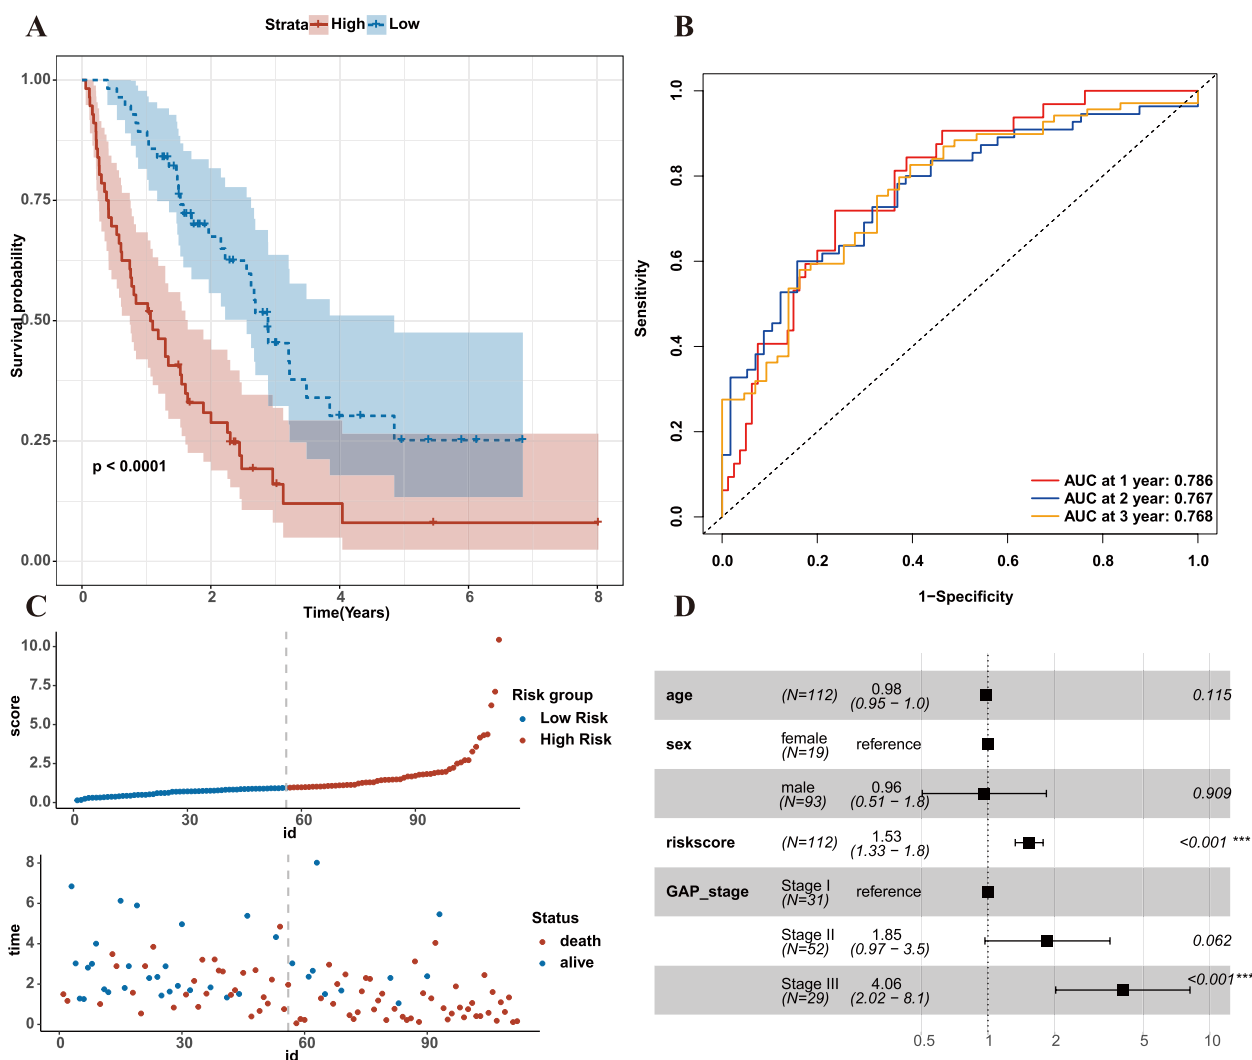 A
Strata High Low
Survival probability
1.00
0.75
0.50
0.25
0.00
p < 0.0001
0 2 4 6 8
Time(Years)
B
Sensitivity
1.0
0.8
0.6
0.4
0.2
0.0
AUC at 1 year: 0.786
AUC at 2 year: 0.767
AUC at 3 year: 0.768
0.0 0.2 0.4 0.6 0.8 1.0
1−Specificity
C
score
10.0
7.5
5.0
2.5
0.0
Risk group
Low Risk
High Risk
0 30 60 90
id
time
8
6
4
2
0
Status
death
alive
0 30 60 90
id
D
age (N=112) 0.98 (0.95 − 1.0) 0.115
sex female (N=19) reference
male (N=93) 0.96 (0.51 − 1.8) 0.909
riskscore (N=112) 1.53 (1.33 − 1.8) <0.001 ***
GAP_stage Stage I (N=31) reference
Stage II (N=52) 1.85 (0.97 − 3.5) 0.062
Stage III (N=29) 4.06 (2.02 − 8.1) <0.001***
0.5 1 2 5 10